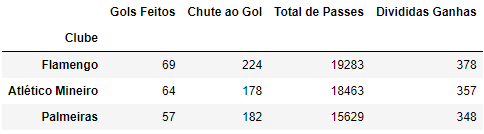 Gols Feitos Chute ao Gol Total de Passes Divididas Ganhas
Clube
Flamengo 69 224 19283 378
Atlético Mineiro 64 178 18463 357
Palmeiras 57 182 15629 348